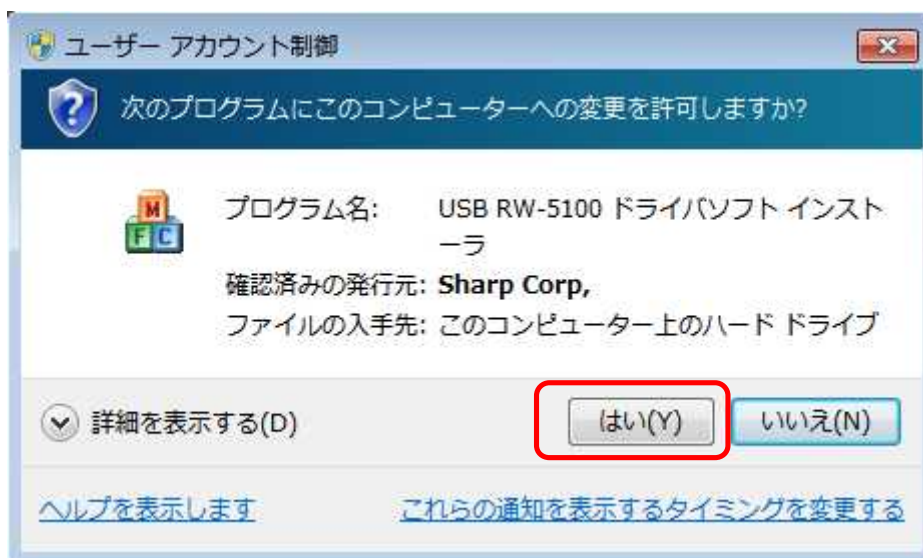 ユーザー アカウント制御
次のプログラムにこのコンピューターへの変更を許可しますか?
M
F C
プログラム名: USB RW-5100 ドライバソフト インスト
ーラ
確認済みの発行元: Sharp Corp,
ファイルの入手先: このコンピューター上のハード ドライブ
詳細を表示する(D) はい(Y) いいえ(N)
ヘルプを表示します これらの通知を表示するタイミングを変更する